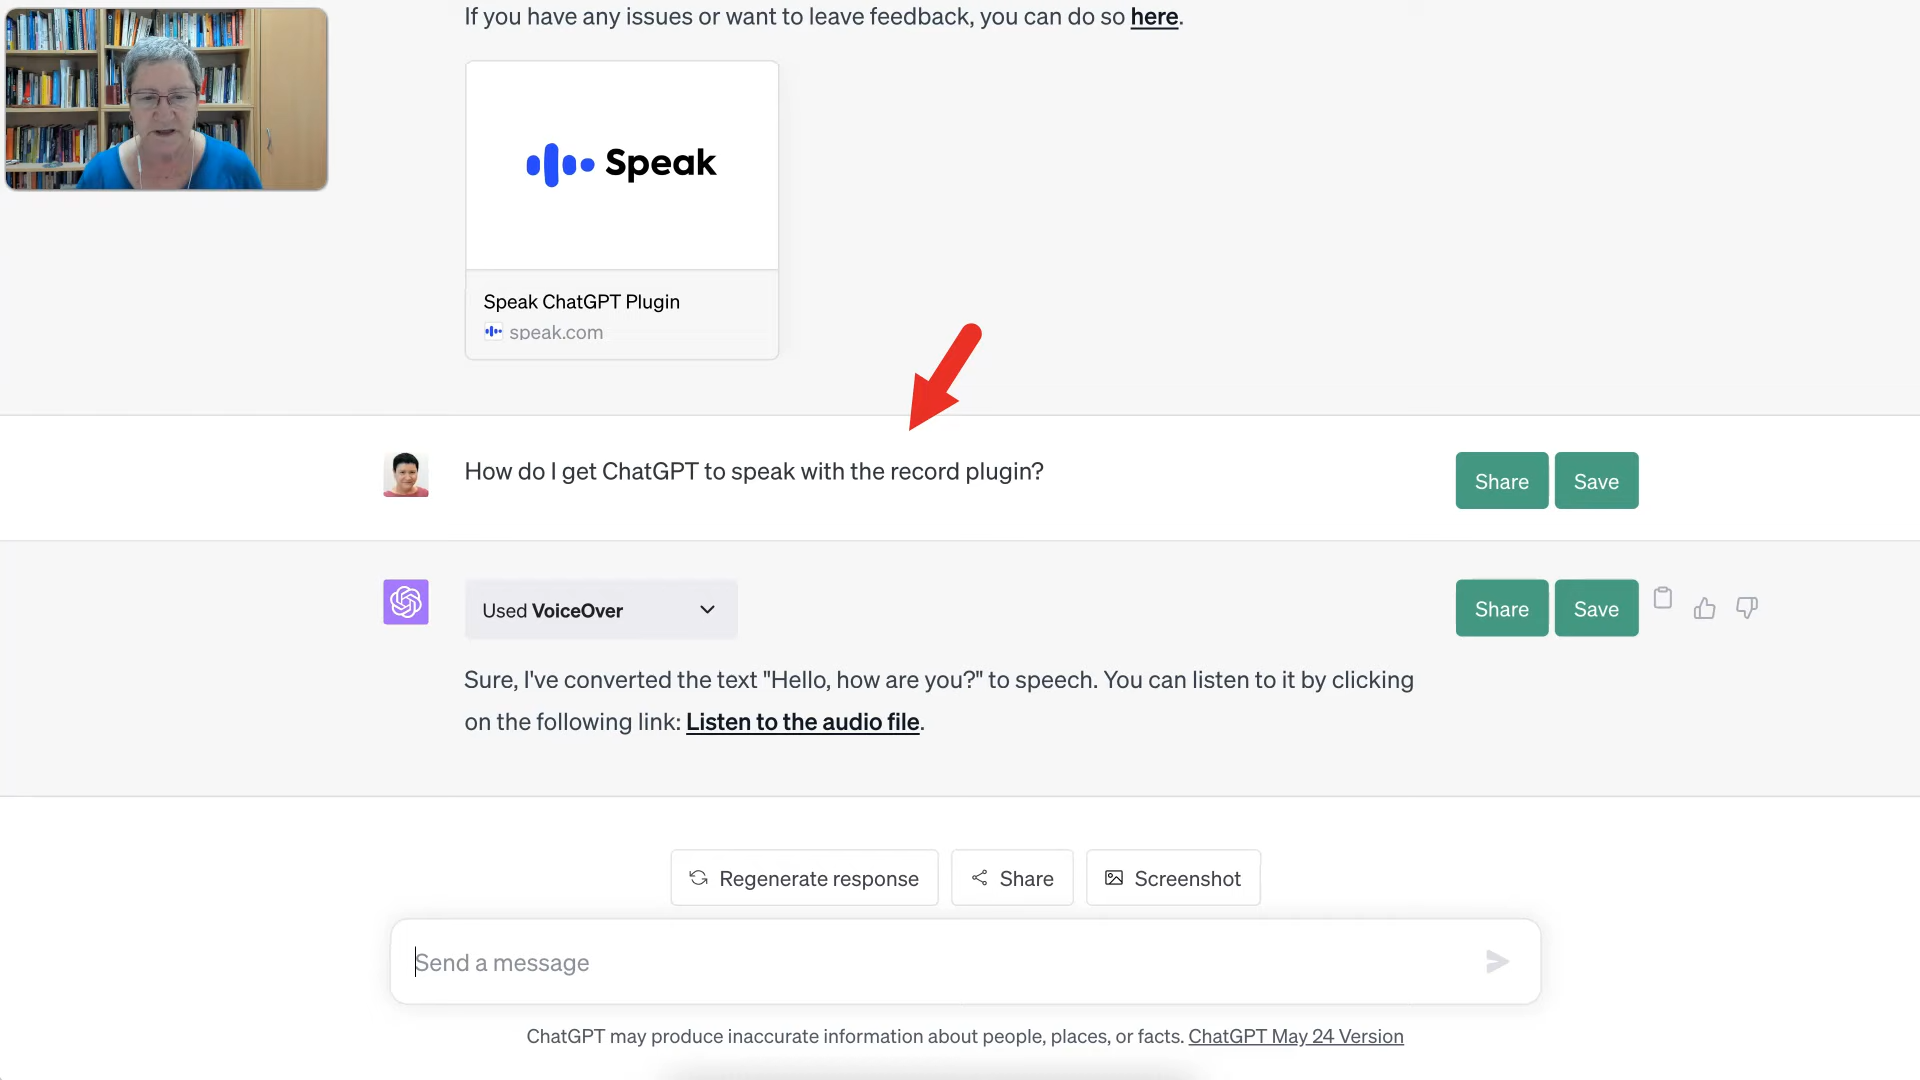 If you have any issues or want to leave feedback, you can do so here.
Speak
Speak ChatGPT Plugin
speak.com
How do I get ChatGPT to speak with the record plugin?
Share
Save
Used VoiceOver
Share
Save
Sure, I've converted the text "Hello, how are you?" to speech. You can listen to it by clicking
on the following link: Listen to the audio file.
Regenerate response
Share
Screenshot
Send a message
ChatGPT may produce inaccurate information about people, places, or facts. ChatGPT May 24 Version